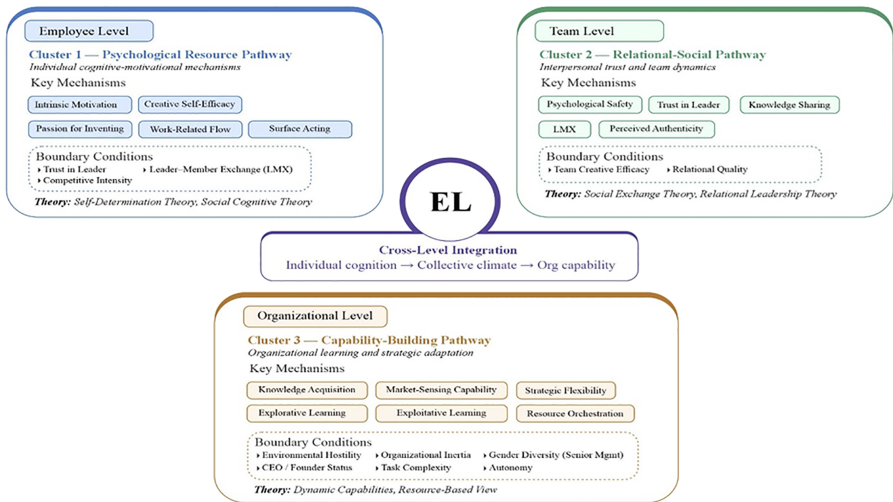 Employee Level
Cluster 1 — Psychological Resource Pathway
Individual cognitive-motivational mechanisms
Key Mechanisms
Intrinsic Motivation
Creative Self-Efficacy
Passion for Inventing
Work-Related Flow
Surface Acting
Boundary Conditions
‣ Trust in Leader
‣ Leader–Member Exchange (LMX)
‣ Competitive Intensity
Theory: Self-Determination Theory, Social Cognitive Theory
Team Level
Cluster 2 — Relational-Social Pathway
Interpersonal trust and team dynamics
Key Mechanisms
Psychological Safety
Trust in Leader
Knowledge Sharing
LMX
Perceived Authenticity
Boundary Conditions
‣ Team Creative Efficacy
‣ Relational Quality
Theory: Social Exchange Theory, Relational Leadership Theory
EL
Cross-Level Integration
Individual cognition → Collective climate → Org capability
Organizational Level
Cluster 3 — Capability-Building Pathway
Organizational learning and strategic adaptation
Key Mechanisms
Knowledge Acquisition
Market-Sensing Capability
Strategic Flexibility
Explorative Learning
Exploitative Learning
Resource Orchestration
Boundary Conditions
‣ Environmental Hostility
‣ Organizational Inertia
‣ Gender Diversity (Senior Mgmt)
‣ CEO / Founder Status
‣ Task Complexity
‣ Autonomy
Theory: Dynamic Capabilities, Resource-Based View